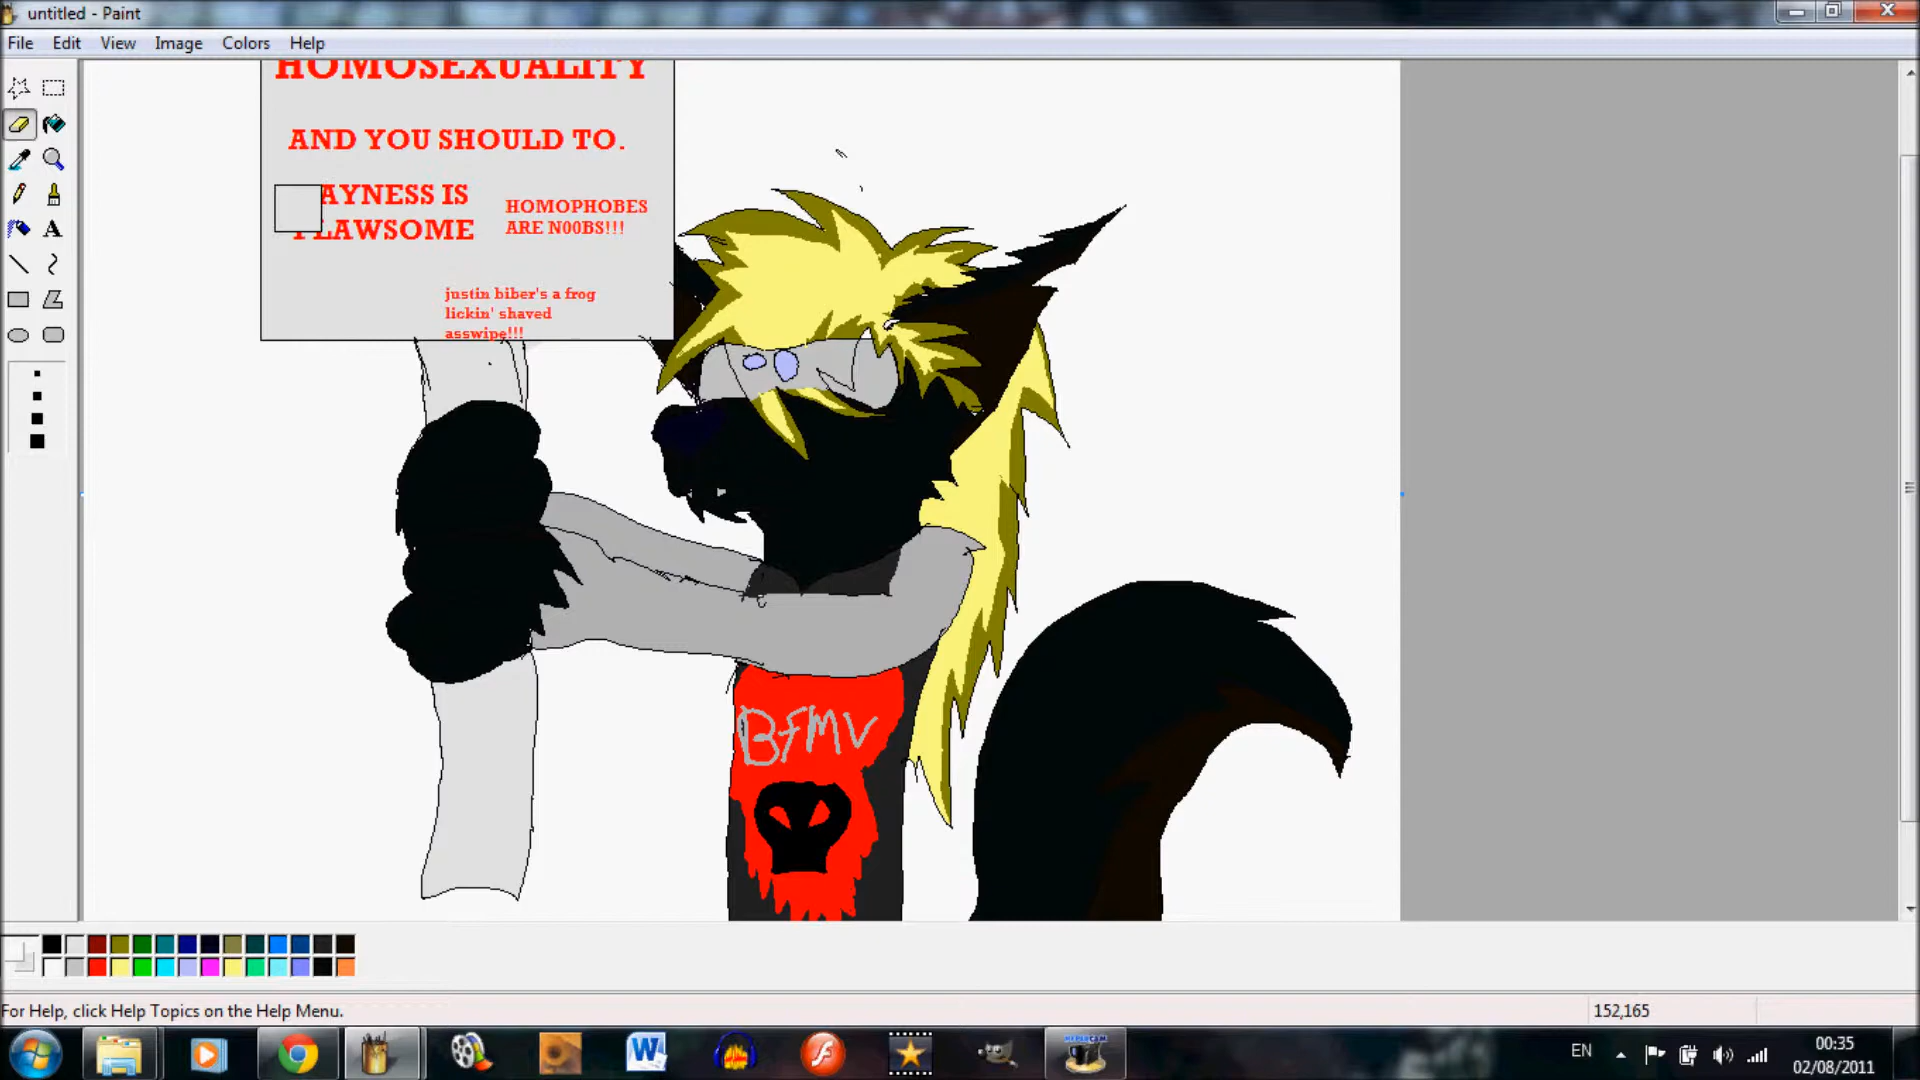 untitled - Paint
File Edit View Image Colors Help
HOMOSEXUALITY
AND YOU SHOULD TO.
AYNESS IS
LAWSOME
HOMOPHOBES
ARE N00BS!!!
justin biber's a frog
lickin' shaved
asswipe!!!
BfMV
For Help, click Help Topics on the Help Menu.
152,165
EN
00:35
02/08/2011